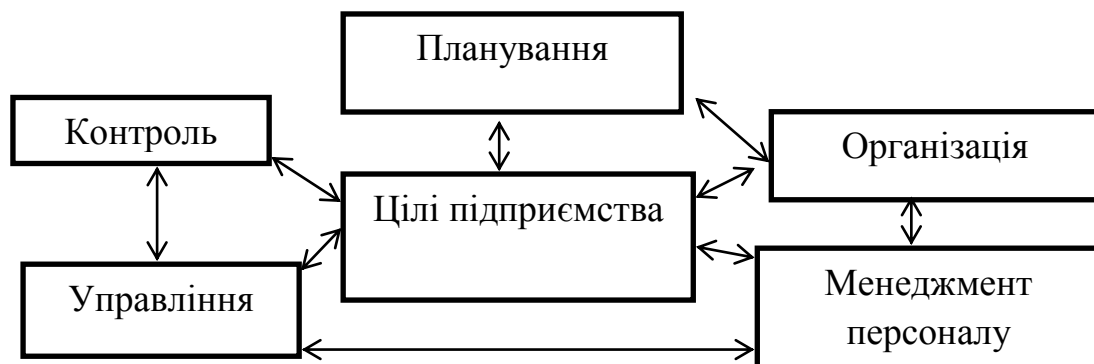 Планування
Контроль
Організація
Цілі підприємства
Управління
Менеджмент
персоналу